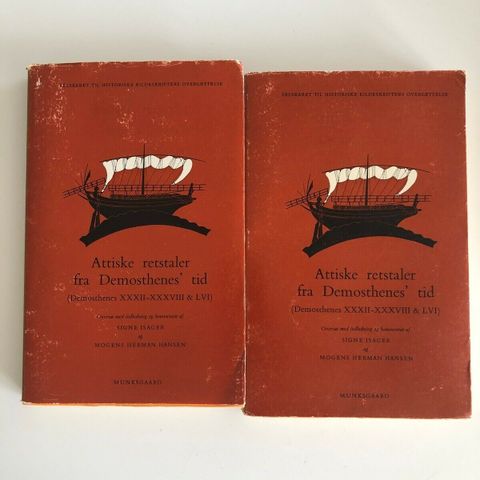 SELSKABET TIL HISTORISKE KILDESKRIFTERS OVERSÆTTELSE
Attiske retstaler
fra Demosthenes' tid
(Demosthenes XXXII-XXXVIII & LVI)
Oversat med indledning og kommentar af
SIGNE ISAGER
og
MOGENS HERMAN HANSEN
MUNKSGAARD
SELSKABET TIL HISTORISKE KILDESKRIFTERS OVERSÆTTELSE
Attiske retstaler
fra Demosthenes' tid
(Demosthenes XXXII-XXXVIII & LVI)
Oversat med indledning og kommentar af
SIGNE ISAGER
og
MOGENS HERMAN HANSEN
MUNKSGAARD